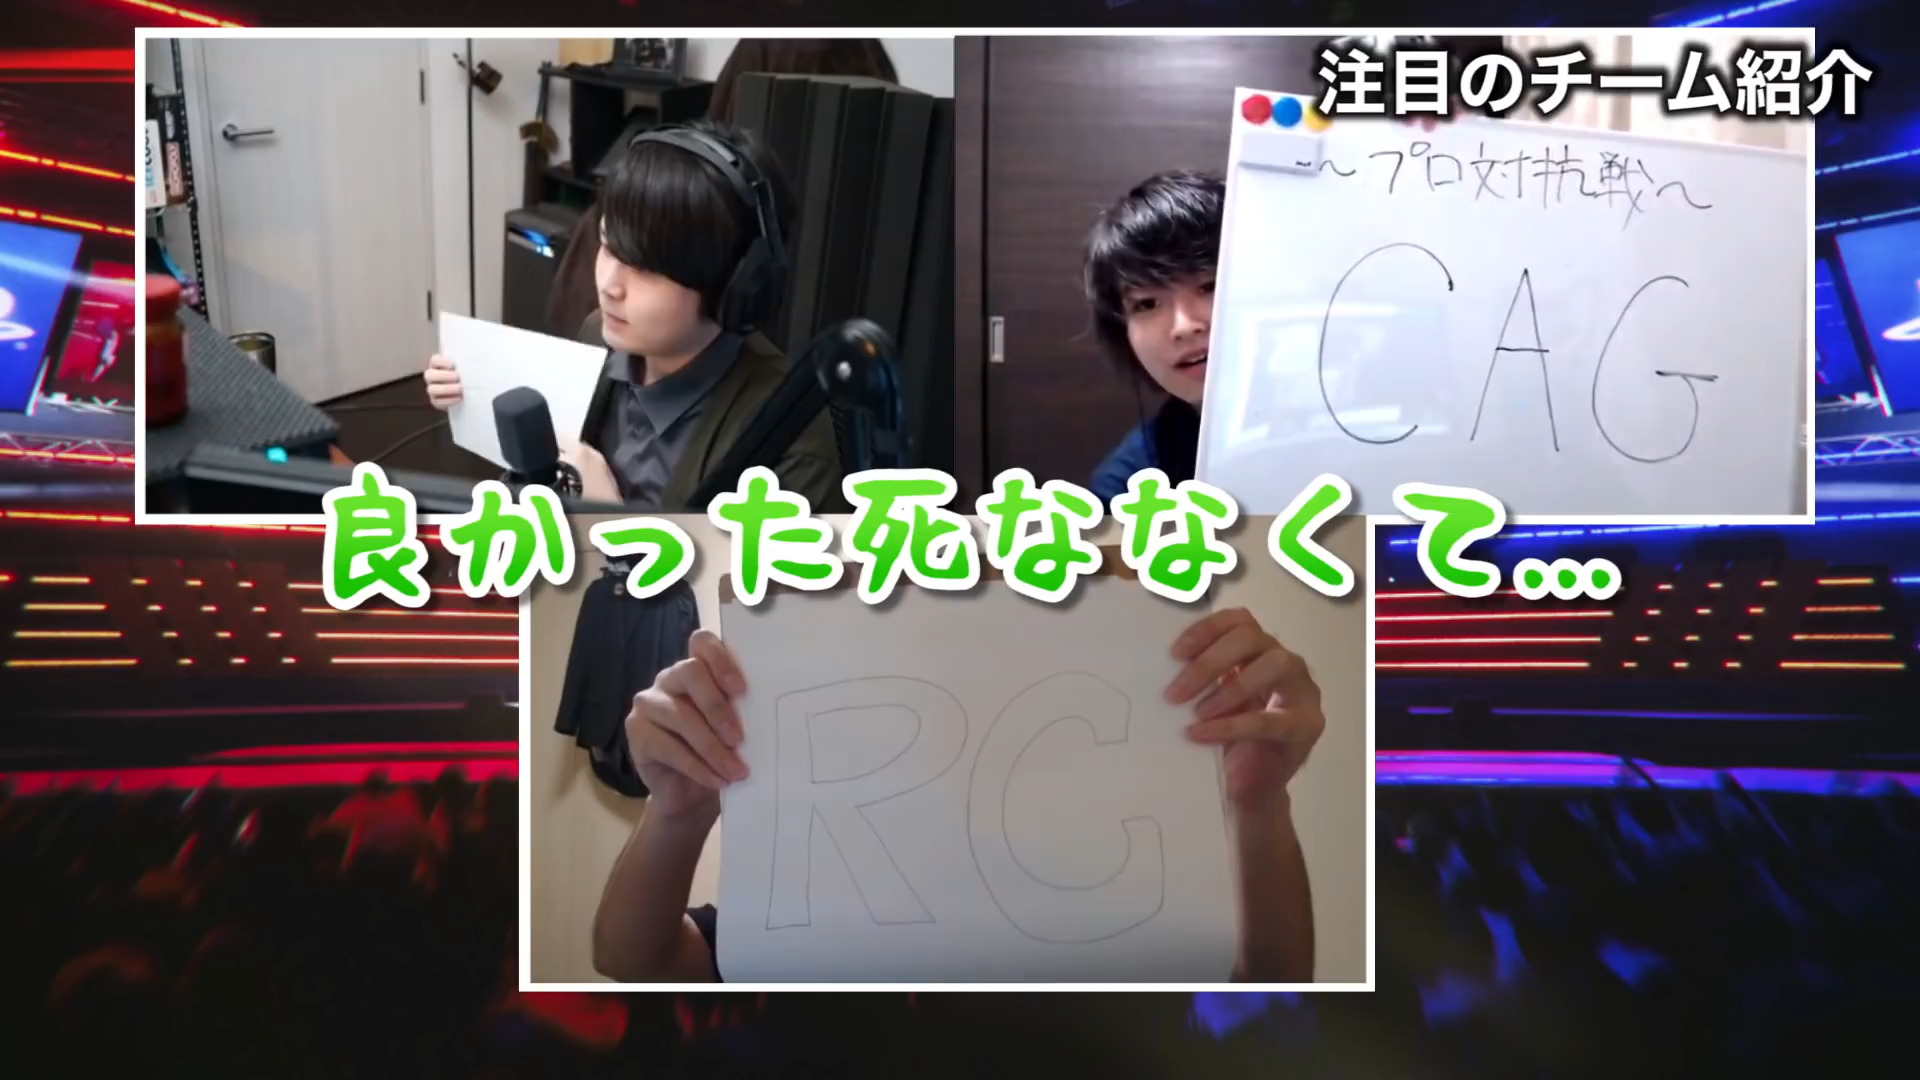 注目のチーム紹介
～プロ対抗戦～
CAG
良かった死ななくて...
RC